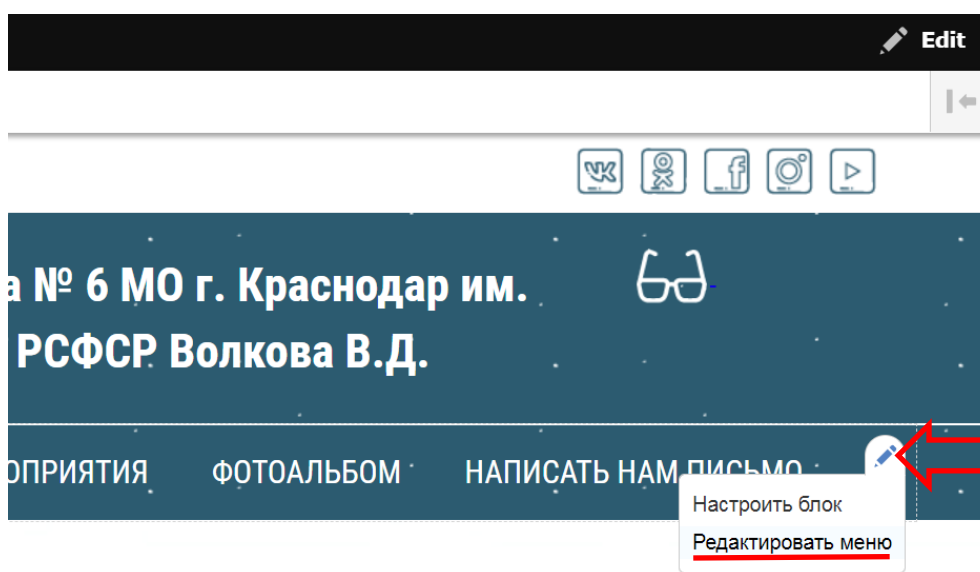 Edit
а № 6 МО г. Краснодар им.
РСФСР Волкова В.Д.
ОПРИЯТИЯ ФОТОАЛЬБОМ НАПИСАТЬ НАМ ПИСЬМО
Настроить блок
Редактировать меню